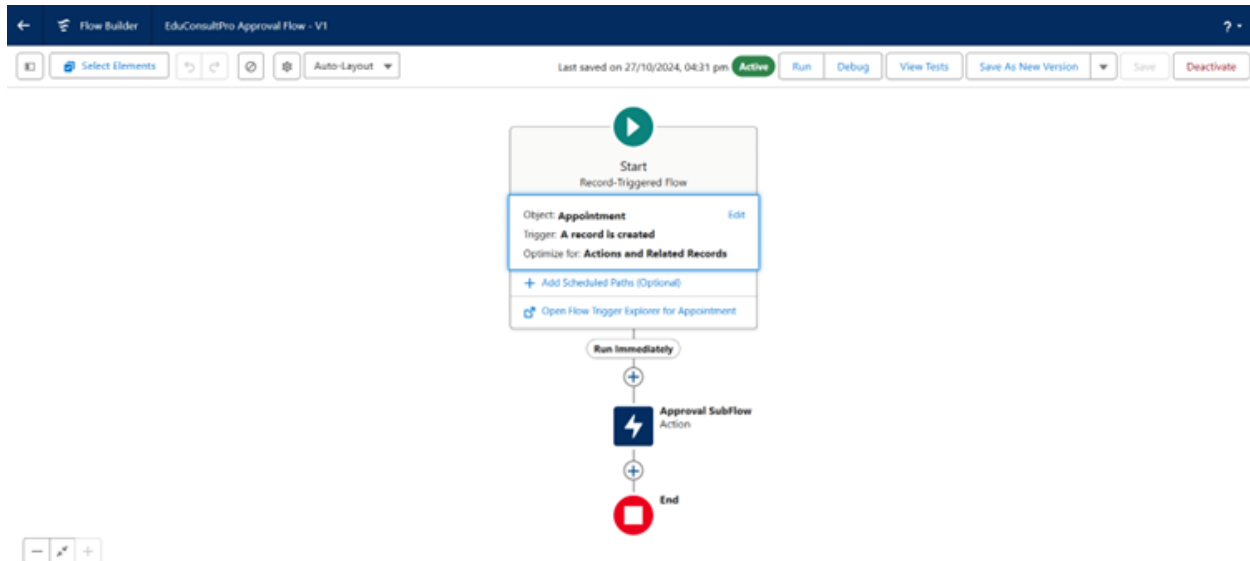 Flow Builder EduConsultPro Approval Flow - V1 ?
Select Elements Auto-Layout Last saved on 27/10/2024, 04:31 pm Active Run Debug View Tests Save As New Version Save Deactivate
Start
Record-Triggered Flow
Object: Appointment Edit
Trigger: A record is created
Optimize for: Actions and Related Records
+ Add Scheduled Paths (Optional)
Open Flow Trigger Explorer for Appointment
Run Immediately
Approval SubFlow
Action
End